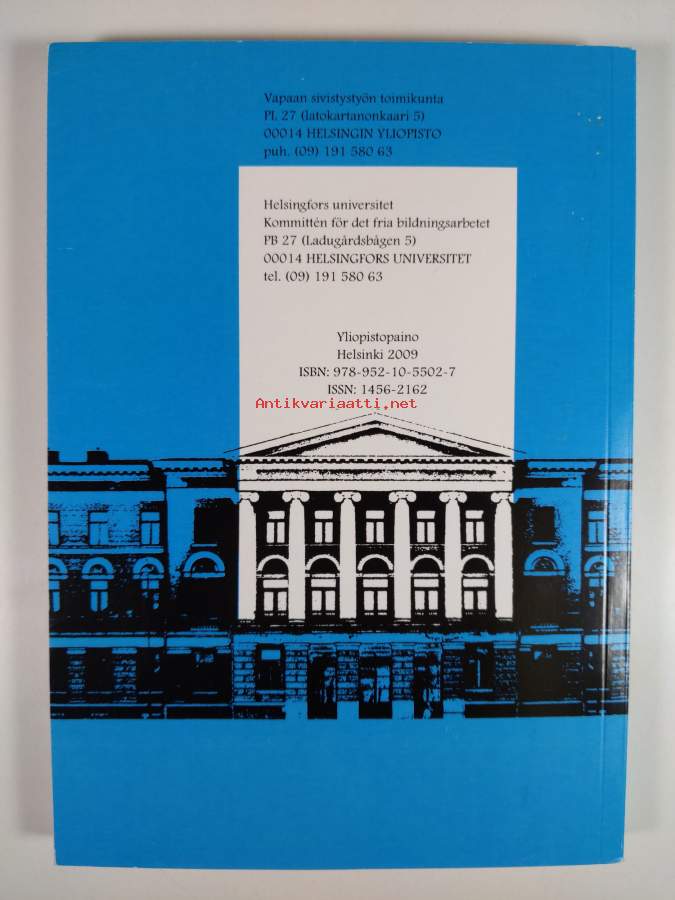 Vapaan sivistystyön toimikunta
PL 27 (latokartanonkaari 5)
00014 HELSINGIN YLIOPISTO
puh. (09) 191 580 63
Helsingfors universitet
Kommittén för det fria bildningsarbetet
PB 27 (Ladugårdsbågen 5)
00014 HELSINGFORS UNIVERSITET
tel. (09) 191 580 63
Yliopistopaino
Helsinki 2009
ISBN: 978-952-10-5502-7
ISSN: 1456-2162
Antikvariaatti.net